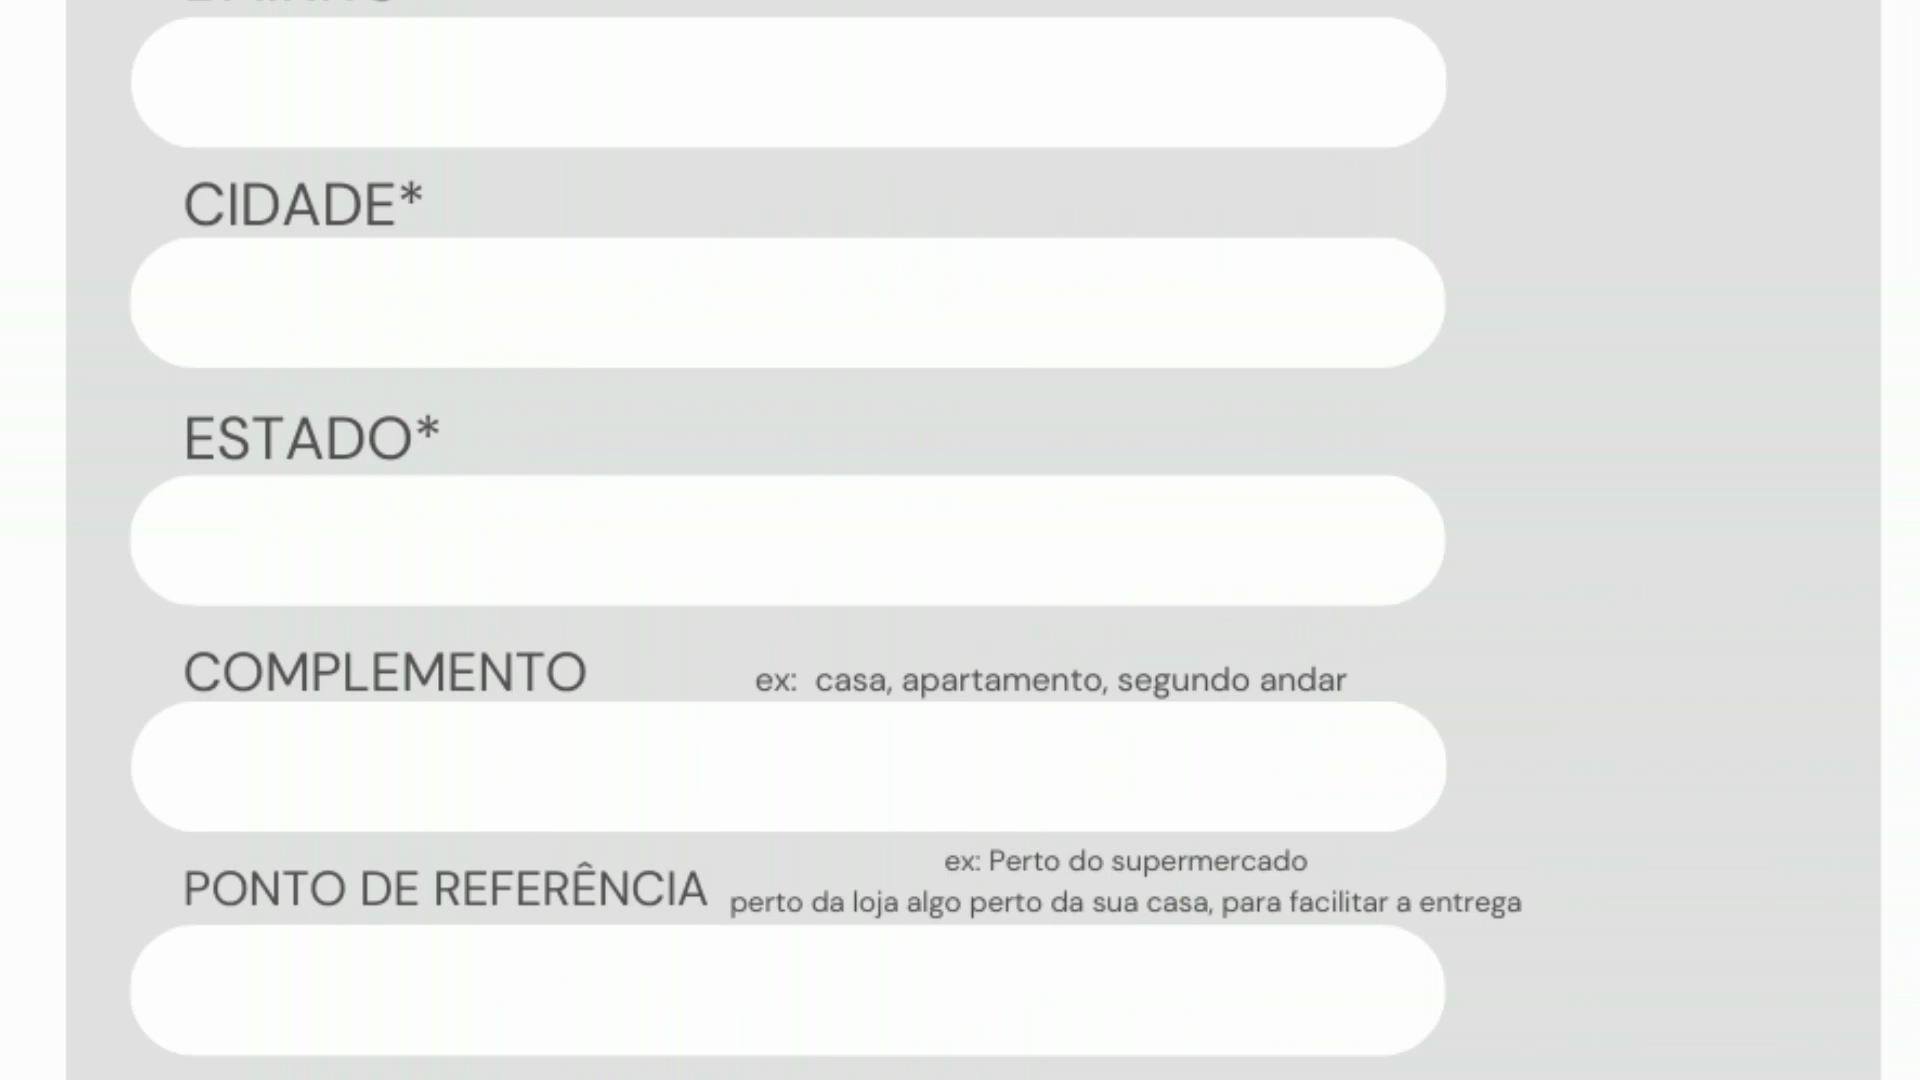 CIDADE*
ESTADO*
COMPLEMENTO ex: casa, apartamento, segundo andar
ex: Perto do supermercado
PONTO DE REFERÊNCIA perto da loja algo perto da sua casa, para facilitar a entrega